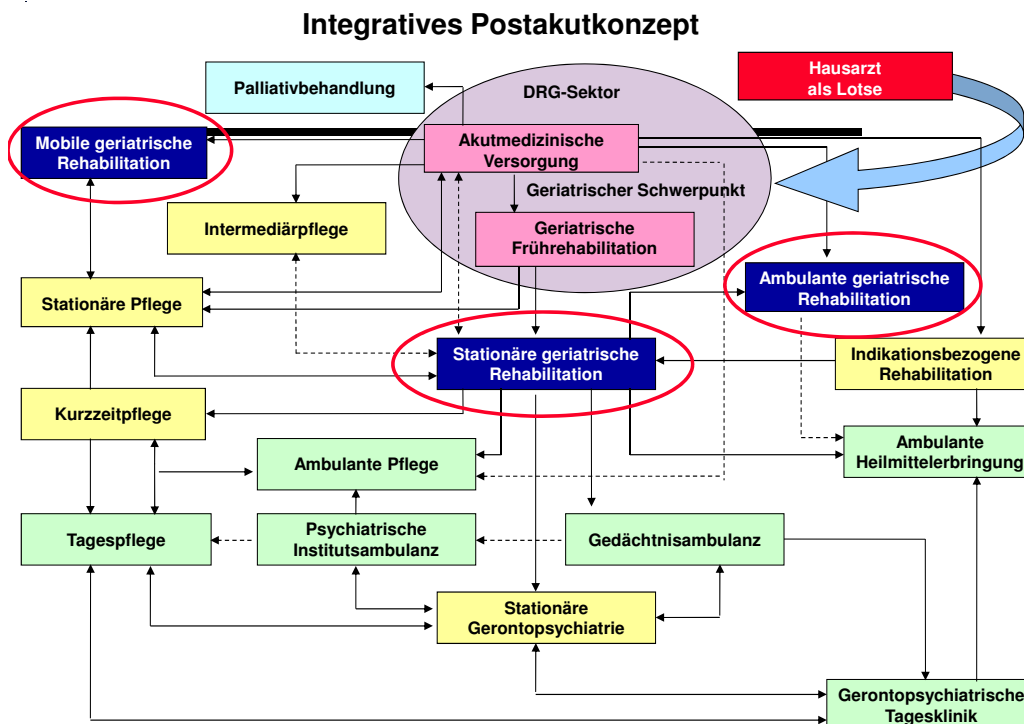 Integratives Postakutkonzept
Hausarzt
als Lotse
Palliativbehandlung
DRG-Sektor
Mobile geriatrische
Rehabilitation
Akutmedizinische
Versorgung
Geriatrischer Schwerpunkt
Intermediärpflege
Geriatrische
Frührehabilitation
Ambulante geriatrische
Rehabilitation
Stationäre Pflege
Stationäre geriatrische
Rehabilitation
Indikationsbezogene
Rehabilitation
Kurzzeitpflege
Ambulante Pflege
Ambulante
Heilmittelerbringung
Tagespflege
Psychiatrische
Institutsambulanz
Gedächtnisambulanz
Stationäre
Gerontopsychiatrie
Gerontopsychiatrische
Tagesklinik